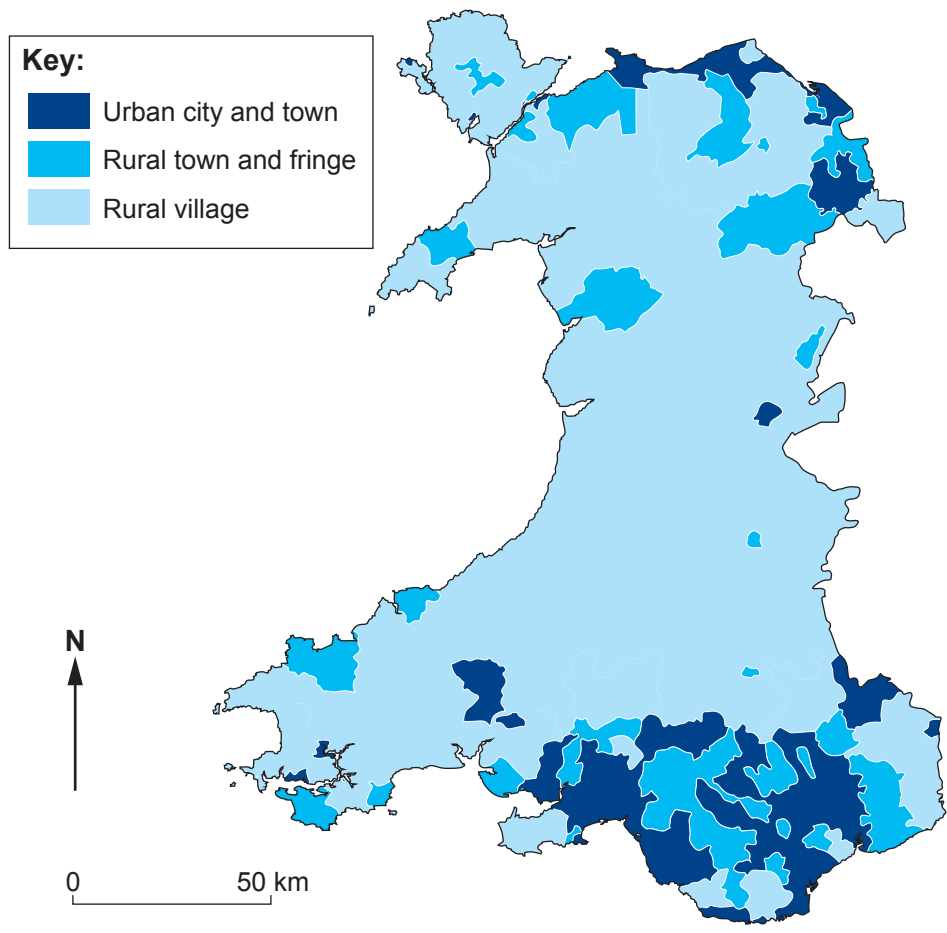 Key:
Urban city and town
Rural town and fringe
Rural village
N
0 50 km